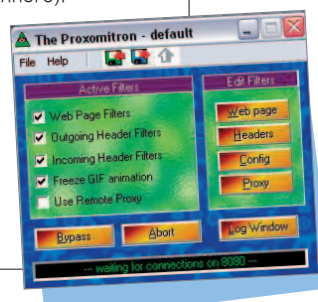 The Proxomitron - default
File Help
Active Filters
Edit Filters
Web Page Filters
Outgoing Header Filters
Incoming Header Filters
Freeze GIF animation
Use Remote Proxy
Web page
Headers
Config
Proxy
Bypass
Abort
Log Window
--- waiting for connections on 8080 ---